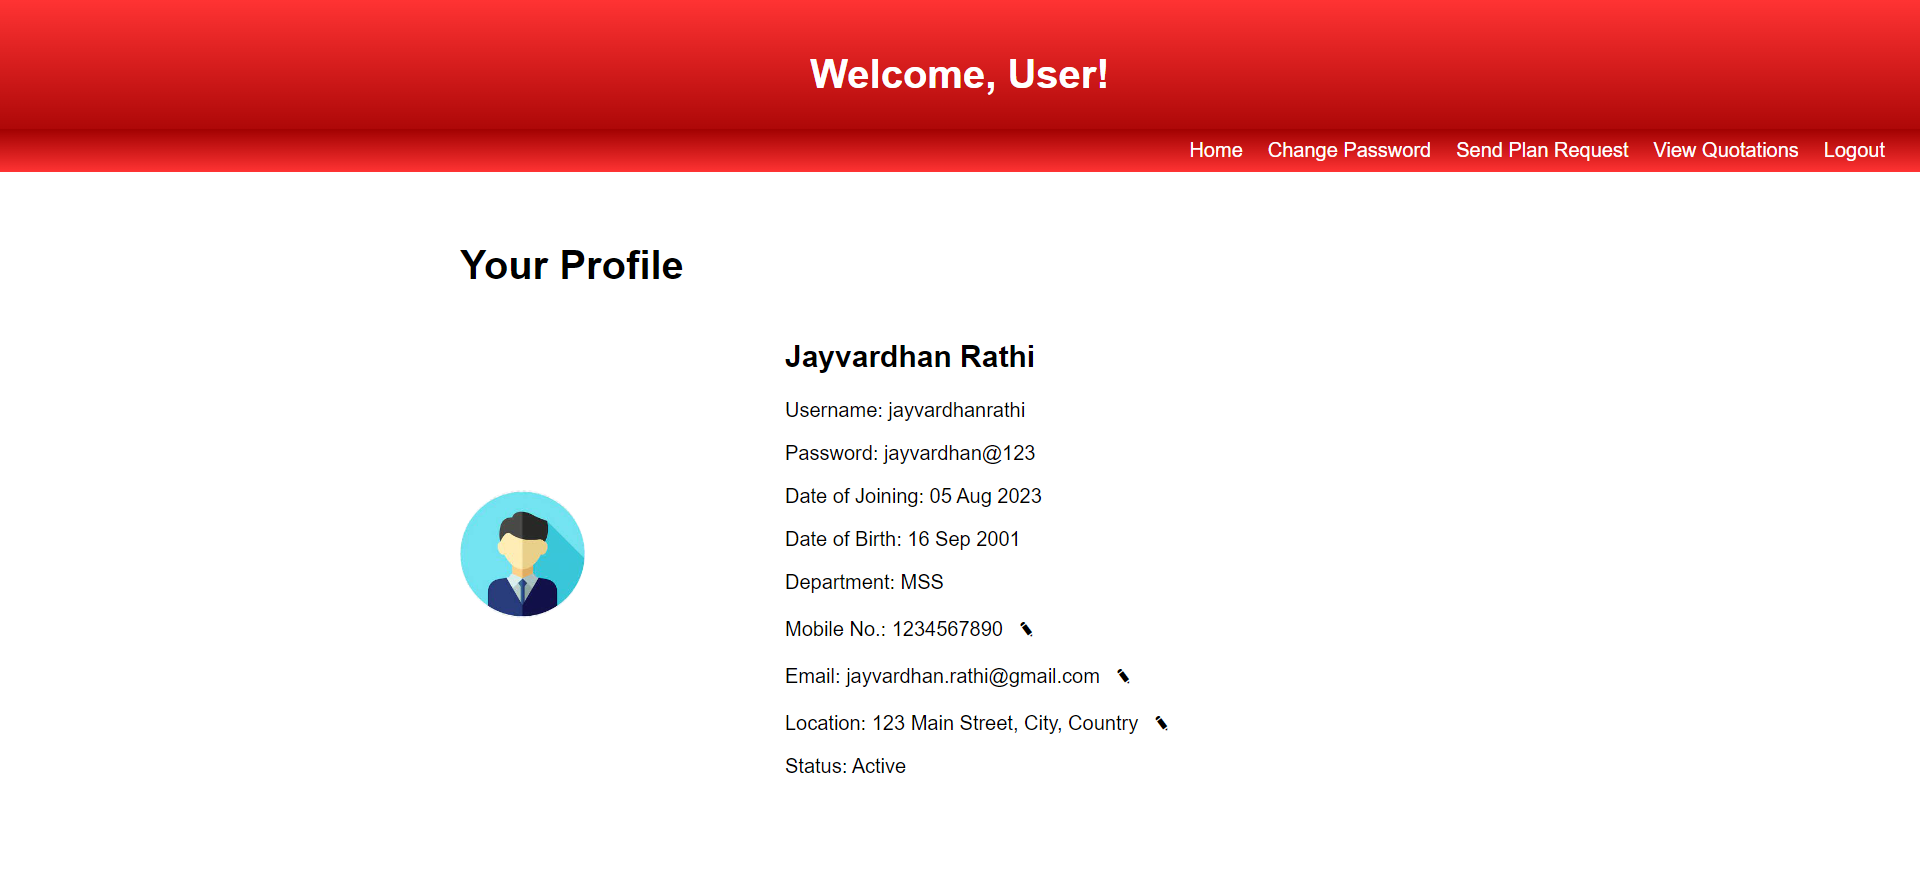 Welcome, User!
Home Change Password Send Plan Request View Quotations Logout
Your Profile
Jayvardhan Rathi
Username: jayvardhanrathi
Password: jayvardhan@123
Date of Joining: 05 Aug 2023
Date of Birth: 16 Sep 2001
Department: MSS
Mobile No.: 1234567890
Email: jayvardhan.rathi@gmail.com
Location: 123 Main Street, City, Country
Status: Active